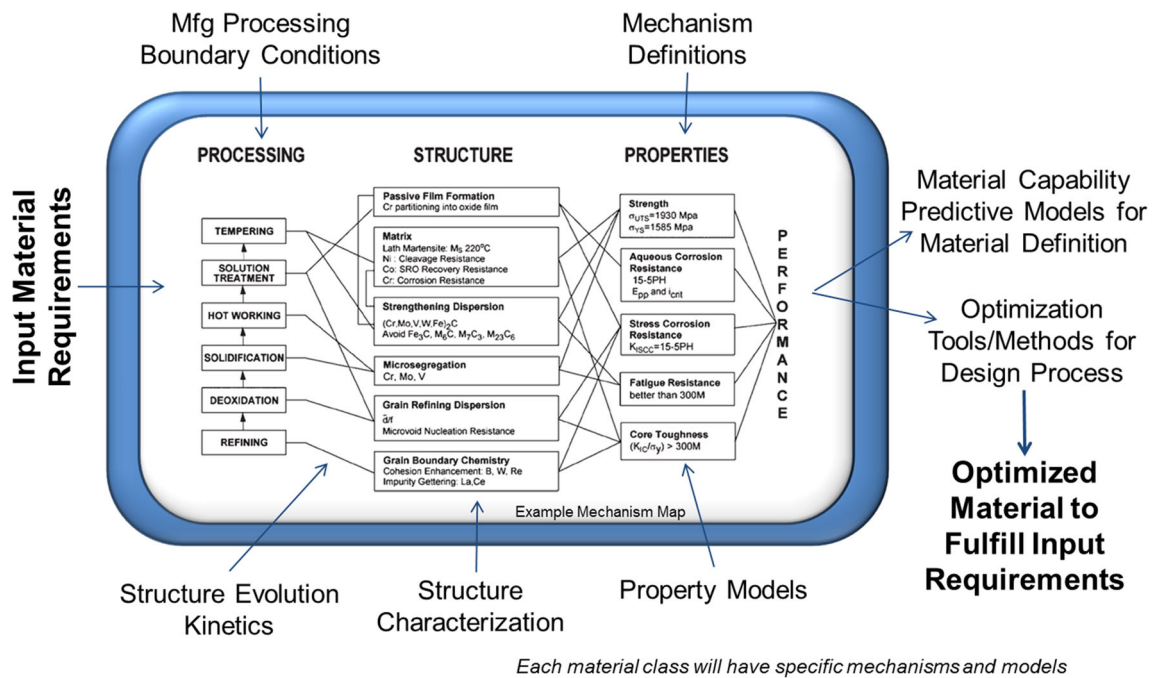 Mfg Processing
Boundary Conditions
Mechanism
Definitions
Input Material
Requirements
PROCESSING
STRUCTURE
PROPERTIES
TEMPERING
SOLUTION
TREATMENT
HOT WORKING
SOLIDIFICATION
DEOXIDATION
REFINING
Passive Film Formation
Cr partitioning into oxide film
Matrix
Lath Martensite: Mₛ 220°C
Ni : Cleavage Resistance
Co: SRO Recovery Resistance
Cr: Corrosion Resistance
Strengthening Dispersion
(Cr,Mo,V,W,Fe)₂C
Avoid Fe₃C, M₆C, M₇C₃, M₂₃C₆
Microsegregation
Cr, Mo, V
Grain Refining Dispersion
d̄/f
Microvoid Nucleation Resistance
Grain Boundary Chemistry
Cohesion Enhancement: B, W, Re
Impurity Gettering: La,Ce
Strength
σUTS=1930 Mpa
σYS=1585 Mpa
Aqueous Corrosion
Resistance
15-5PH
Epp and icrit
Stress Corrosion
Resistance
KISCC=15-5PH
Fatigue Resistance
better than 300M
Core Toughness
(KIC/σy) > 300M
PERFORMANCE
Example Mechanism Map
Material Capability
Predictive Models for
Material Definition
Optimization
Tools/Methods for
Design Process
Optimized
Material to
Fulfill Input
Requirements
Structure Evolution
Kinetics
Structure
Characterization
Property Models
Each material class will have specific mechanisms and models